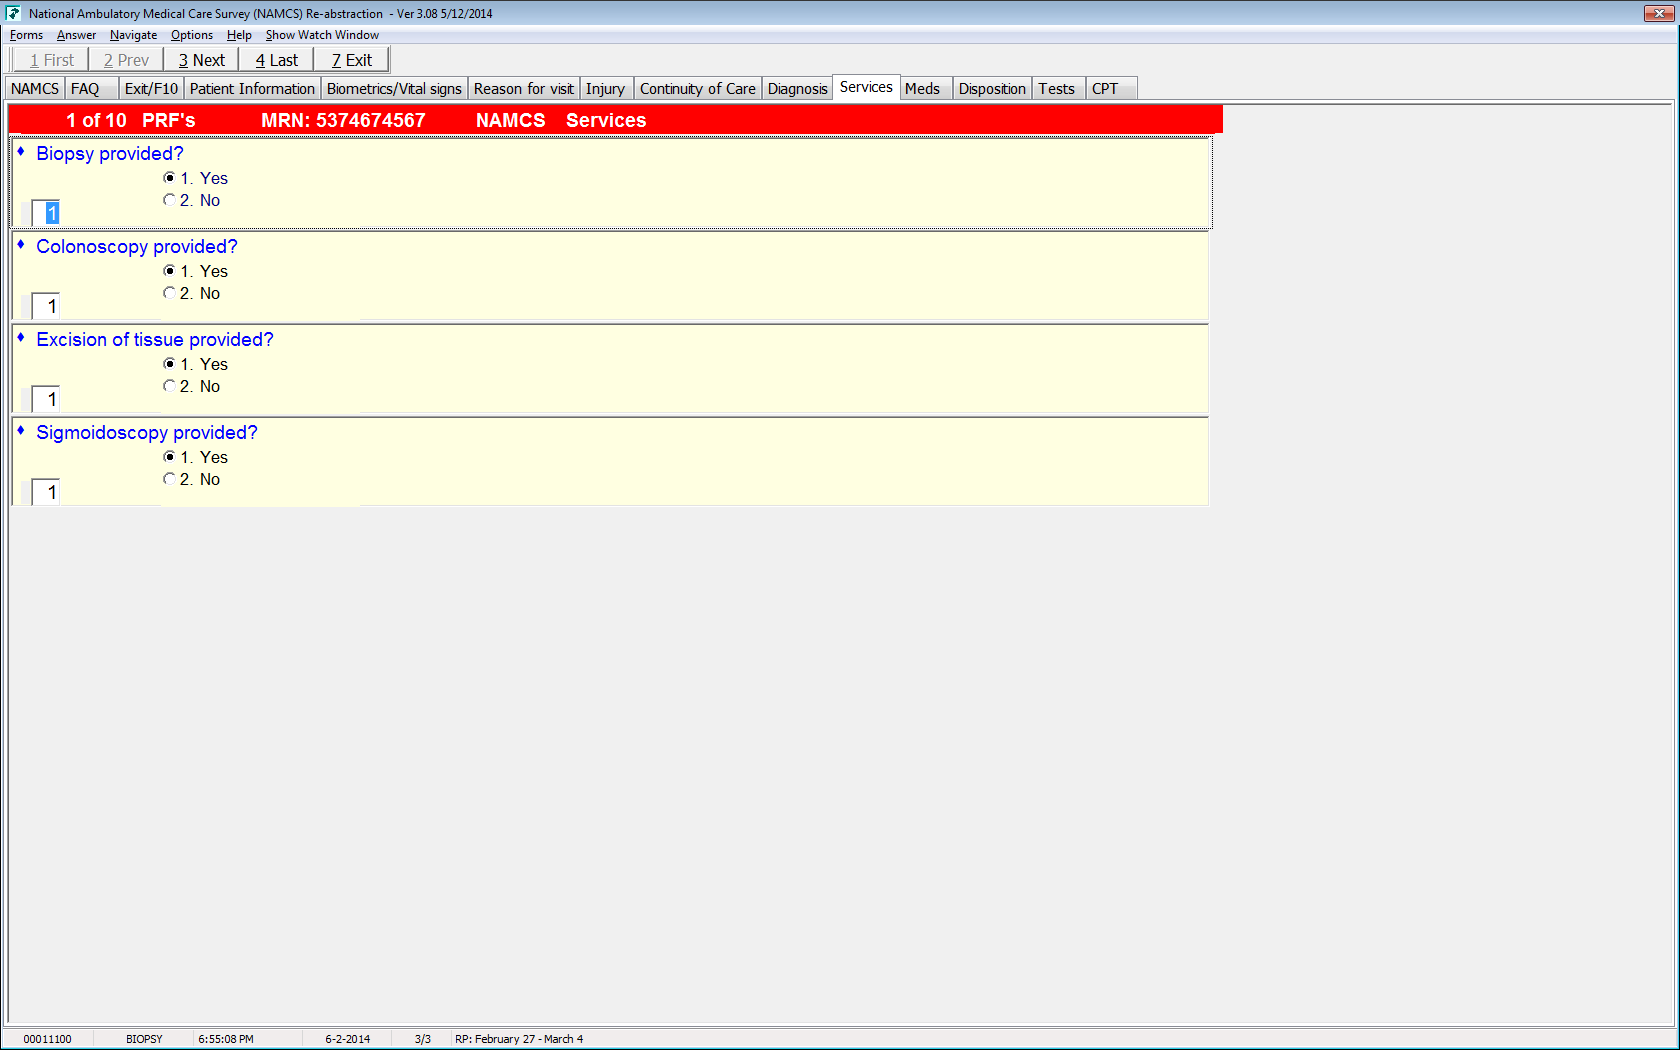 National Ambulatory Medical Care Survey (NAMCS) Re-abstraction - Ver 3.08 5/12/2014
Forms Answer Navigate Options Help Show Watch Window
1 First 2 Prev 3 Next 4 Last 7 Exit
NAMCS FAQ Exit/F10 Patient Information Biometrics/Vital signs Reason for visit Injury Continuity of Care Diagnosis Services Meds Disposition Tests CPT
1 of 10 PRF's MRN: 5374674567 NAMCS Services
Biopsy provided?
1. Yes
2. No
1
Colonoscopy provided?
1. Yes
2. No
1
Excision of tissue provided?
1. Yes
2. No
1
Sigmoidoscopy provided?
1. Yes
2. No
1
00011100 BIOPSY 6:55:08 PM 6-2-2014 3/3 RP: February 27 - March 4